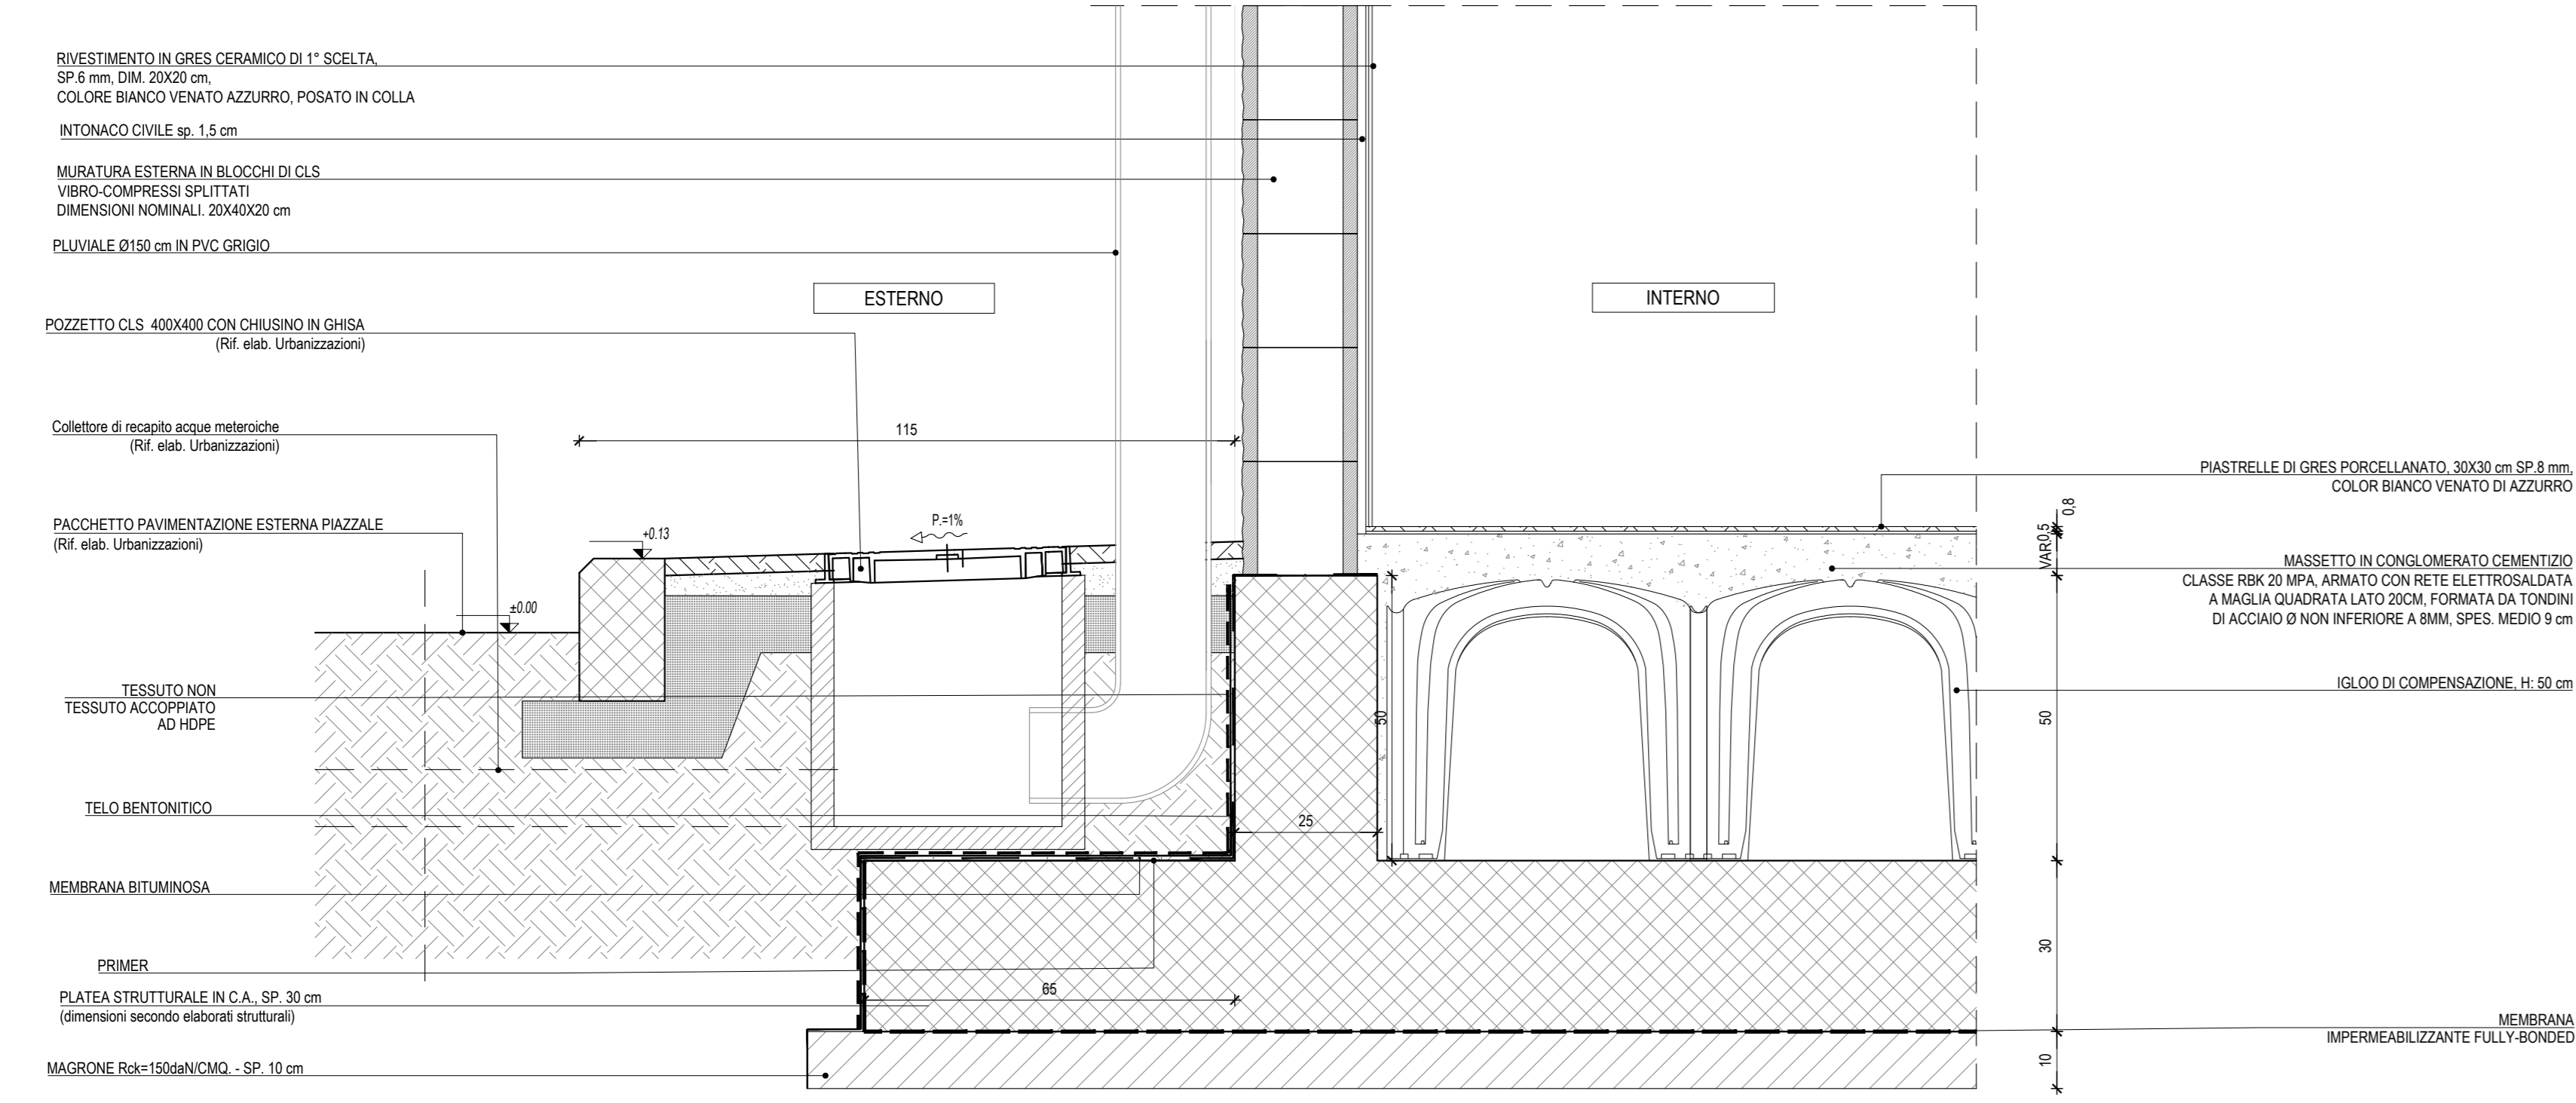 RIVESTIMENTO IN GRES CERAMICO DI 1° SCELTA,
SP.6 mm, DIM. 20X20 cm,
COLORE BIANCO VENATO AZZURRO, POSATO IN COLLA
INTONACO CIVILE sp. 1,5 cm
MURATURA ESTERNA IN BLOCCHI DI CLS
VIBRO-COMPRESSI SPLITTATI
DIMENSIONI NOMINALI. 20X40X20 cm
PLUVIALE Ø150 cm IN PVC GRIGIO
ESTERNO
INTERNO
POZZETTO CLS 400X400 CON CHIUSINO IN GHISA
(Rif. elab. Urbanizzazioni)
Collettore di recapito acque meteroiche
(Rif. elab. Urbanizzazioni)
115
PACCHETTO PAVIMENTAZIONE ESTERNA PIAZZALE
(Rif. elab. Urbanizzazioni)
+0.13
P.=1%
±0.00
TESSUTO NON
TESSUTO ACCOPPIATO
AD HDPE
TELO BENTONITICO
MEMBRANA BITUMINOSA
PRIMER
PLATEA STRUTTURALE IN C.A., SP. 30 cm
(dimensioni secondo elaborati strutturali)
MAGRONE Rck=150daN/CMQ. - SP. 10 cm
50
25
65
PIASTRELLE DI GRES PORCELLANATO, 30X30 cm SP.8 mm,
COLOR BIANCO VENATO DI AZZURRO
0,8
0,5
VAR.
MASSETTO IN CONGLOMERATO CEMENTIZIO
CLASSE RBK 20 MPA, ARMATO CON RETE ELETTROSALDATA
A MAGLIA QUADRATA LATO 20CM, FORMATA DA TONDINI
DI ACCIAIO Ø NON INFERIORE A 8MM, SPES. MEDIO 9 cm
IGLOO DI COMPENSAZIONE, H: 50 cm
50
30
MEMBRANA
IMPERMEABILIZZANTE FULLY-BONDED
10